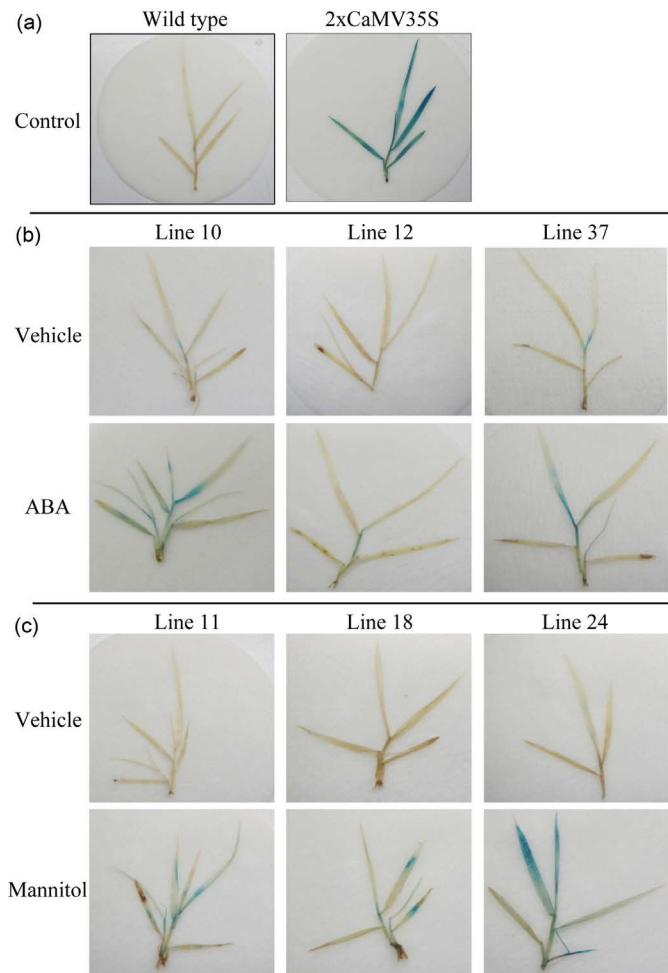 (a) Wild type 2xCaMV35S
Control
(b) Line 10 Line 12 Line 37
Vehicle
ABA
(c) Line 11 Line 18 Line 24
Vehicle
Mannitol